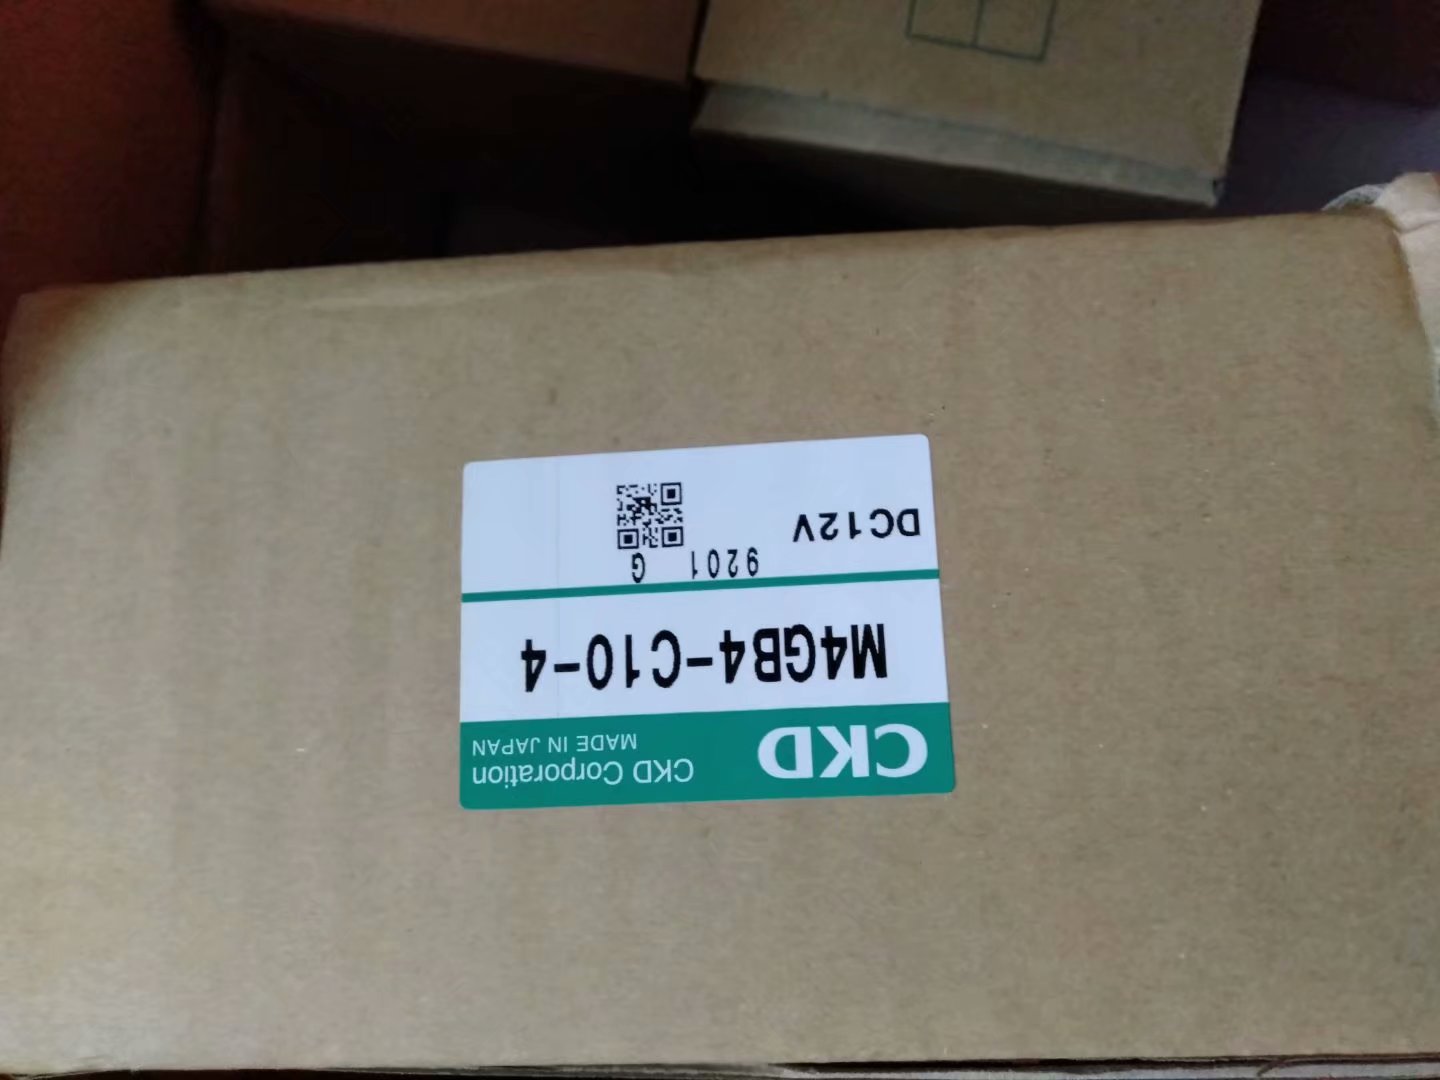 CKD CKD Corporation
MADE IN JAPAN
M4GB4-C10-4
9201 G
DC12V